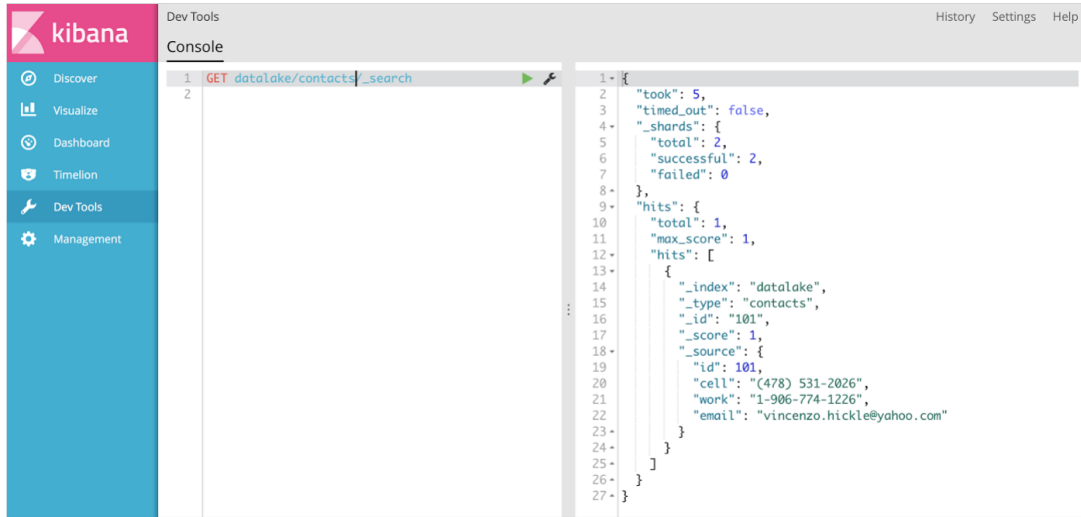 kibana
Discover
Visualize
Dashboard
Timelion
Dev Tools
Management
Dev Tools
History Settings Help
Console
1 GET datalake/contacts/_search
2
1 {
2 "took": 5,
3 "timed_out": false,
4 "_shards": {
5 "total": 2,
6 "successful": 2,
7 "failed": 0
8 },
9 "hits": {
10 "total": 1,
11 "max_score": 1,
12 "hits": [
13 {
14 "_index": "datalake",
15 "_type": "contacts",
16 "_id": "101",
17 "_score": 1,
18 "_source": {
19 "id": 101,
20 "cell": "(478) 531-2026",
21 "work": "1-906-774-1226",
22 "email": "vincenzo.hickle@yahoo.com"
23 }
24 }
25 ]
26 }
27 }